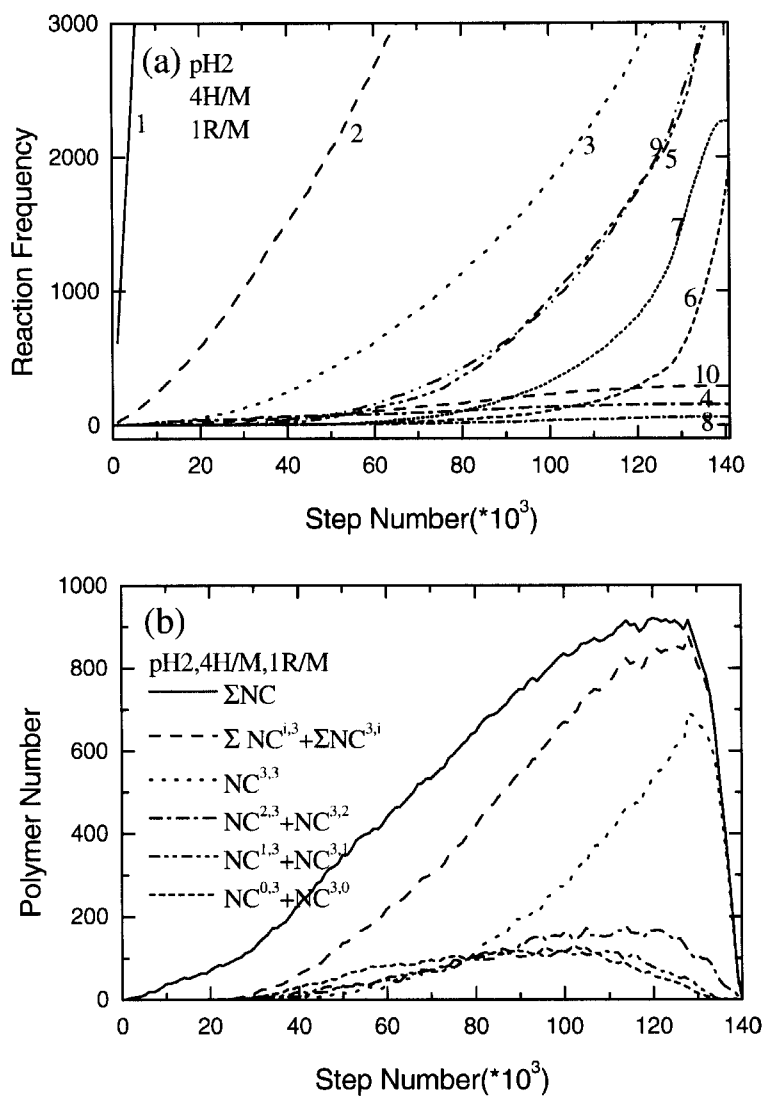 3000
2000
1000
0
Reaction Frequency
(a) pH2
4H/M
1R/M
1
2
3
9
5
7
6
10
4
8
0 20 40 60 80 100 120 140
Step Number(*10³)
1000
800
600
400
200
0
Polymer Number
(b)
pH2,4H/M,1R/M
ΣNC
Σ NC^{i,3}+ΣNC^{3,i}
NC^{3,3}
NC^{2,3}+NC^{3,2}
NC^{1,3}+NC^{3,1}
NC^{0,3}+NC^{3,0}
0 20 40 60 80 100 120 140
Step Number(*10³)